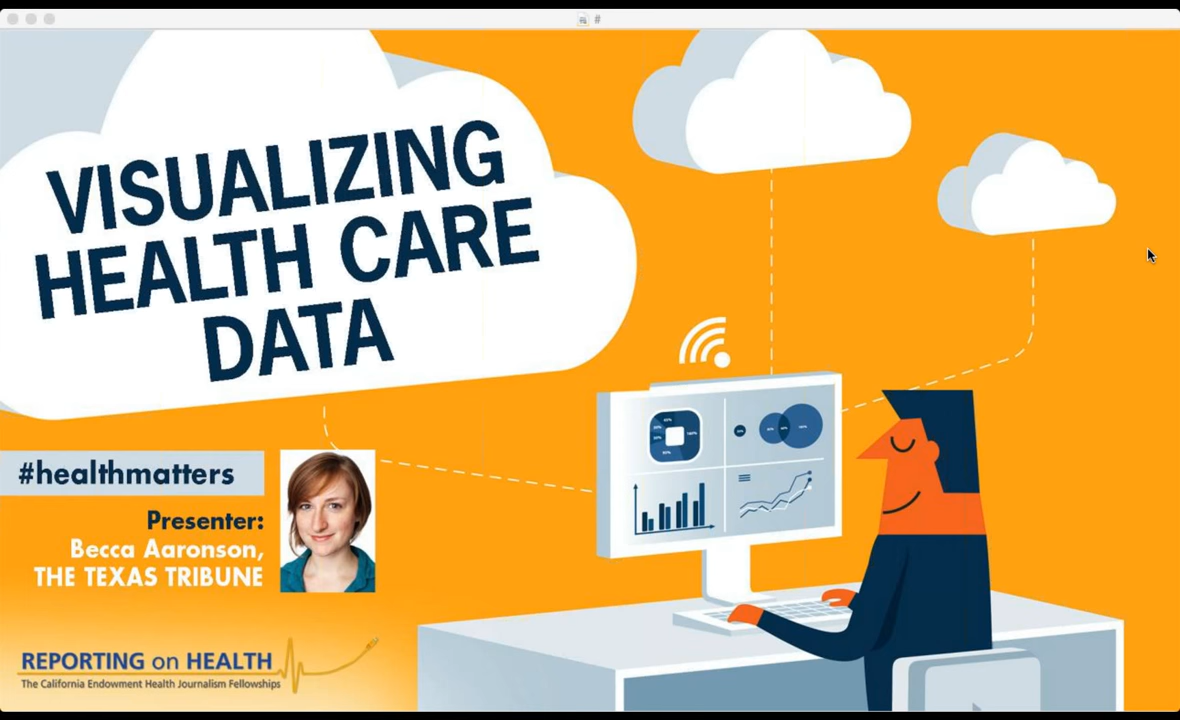 #
VISUALIZING
HEALTH CARE
DATA
#healthmatters
Presenter:
Becca Aaronson,
THE TEXAS TRIBUNE
REPORTING on HEALTH
The California Endowment Health Journalism Fellowships